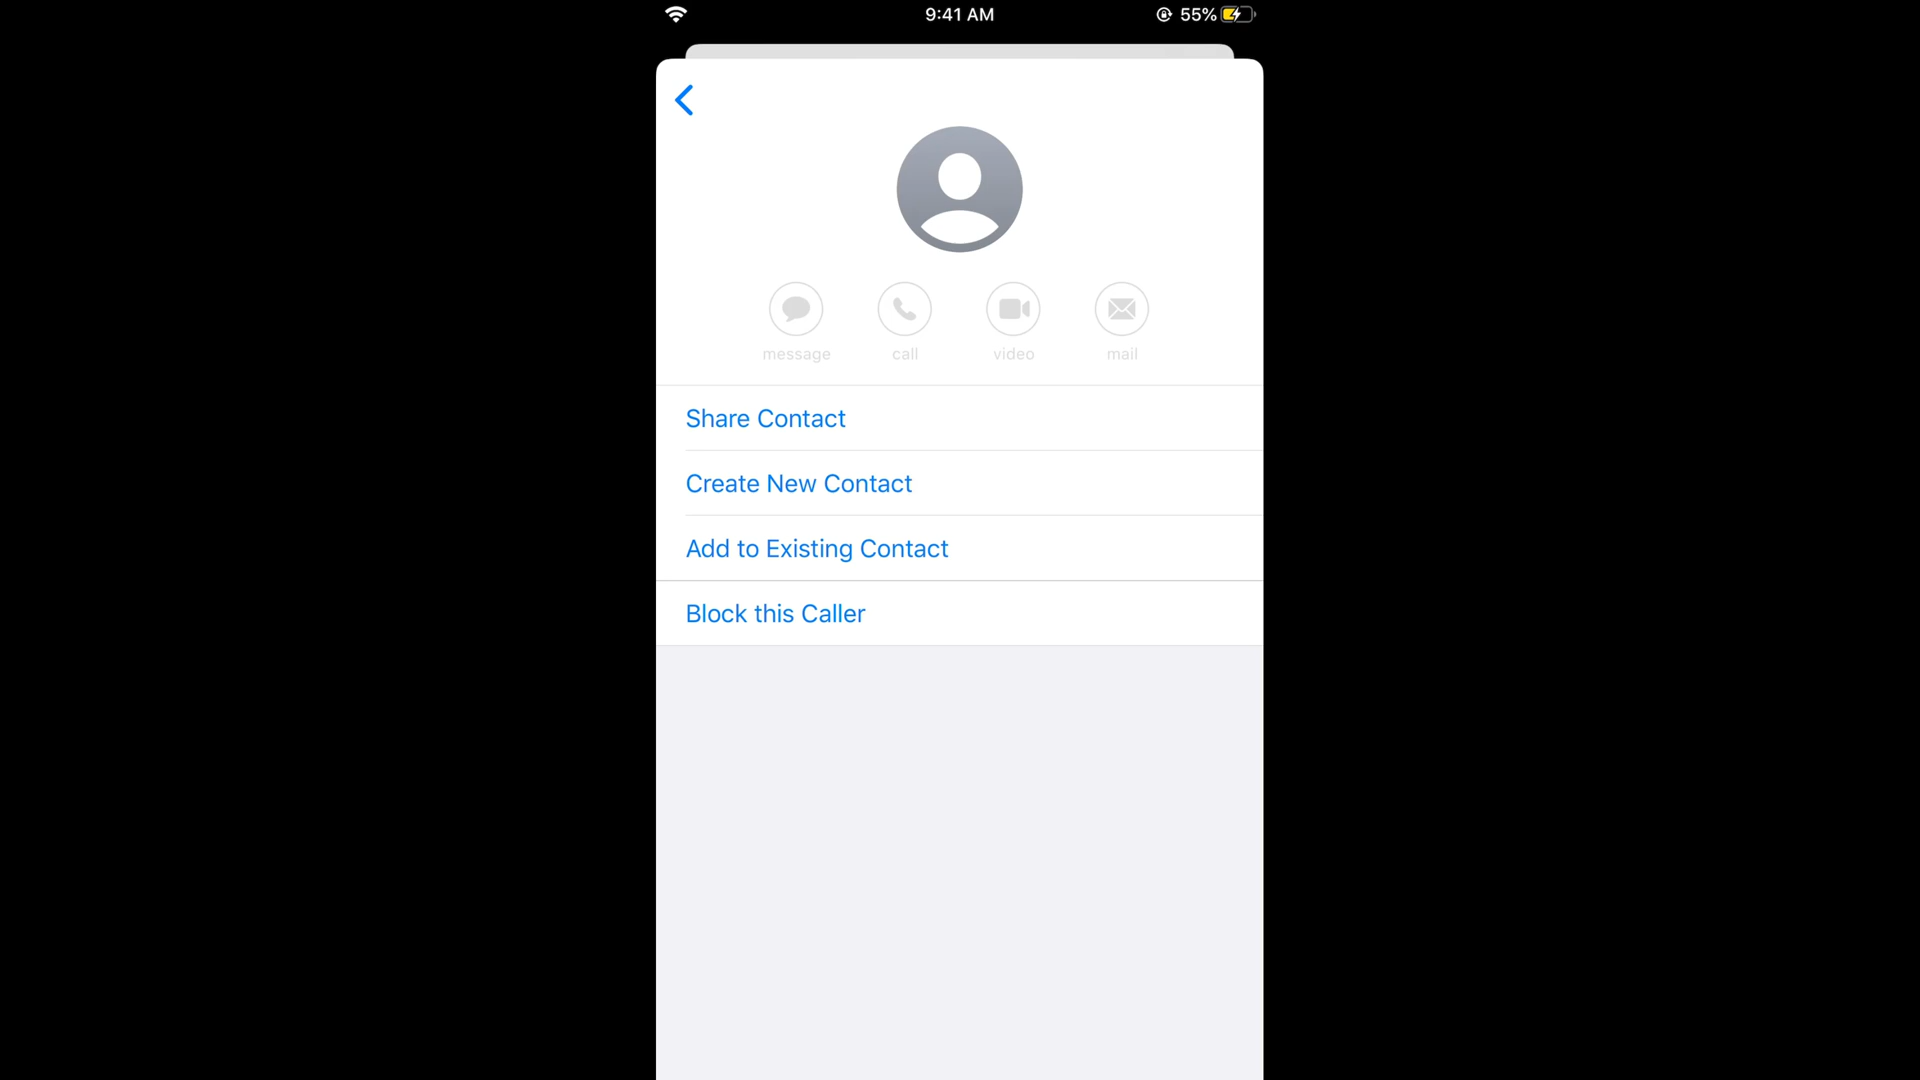 9:41 AM
55%
message
call
video
mail
Share Contact
Create New Contact
Add to Existing Contact
Block this Caller